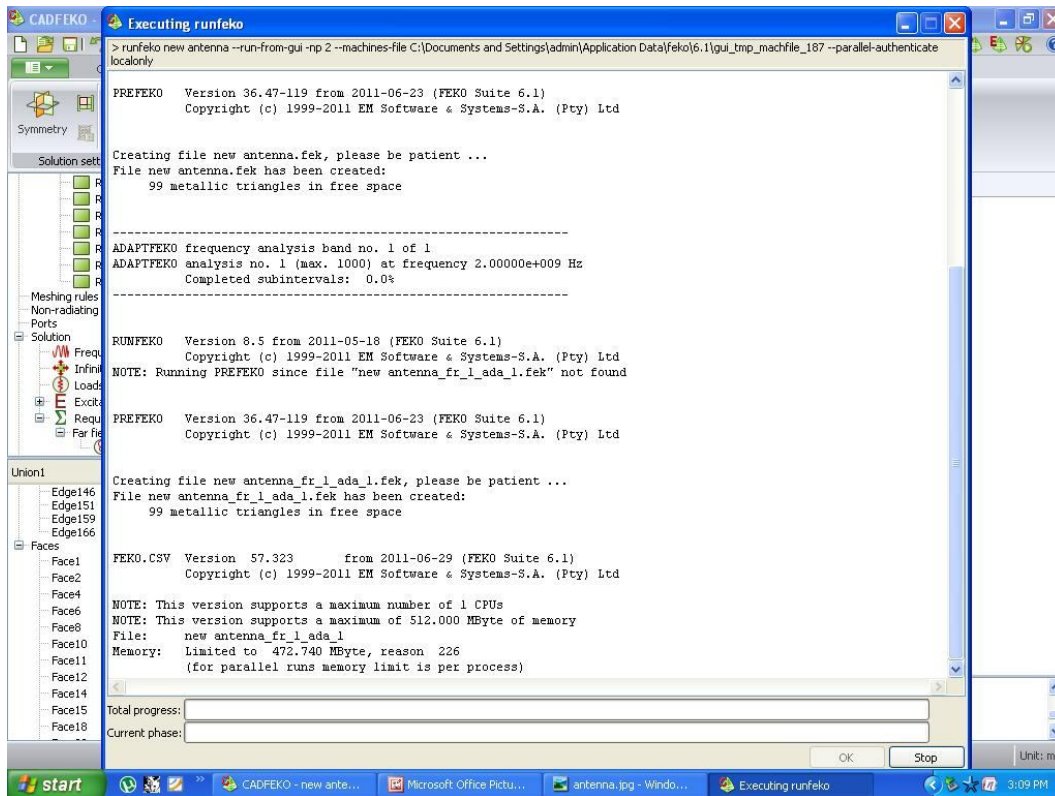 CADFEKO -
Executing runfeko
> runfeko new antenna --run-from-gui -np 2 --machines-file C:\Documents and Settings\admin\Application Data\feko\6.1\gui_tmp_machfile_187 --parallel-authenticate
localonly
PREFEKO Version 36.47-119 from 2011-06-23 (FEKO Suite 6.1)
Copyright (c) 1999-2011 EM Software & Systems-S.A. (Pty) Ltd
Creating file new antenna.fek, please be patient ...
File new antenna.fek has been created:
99 metallic triangles in free space
----------------------------------------------------------------
ADAPTFEKO frequency analysis band no. 1 of 1
ADAPTFEKO analysis no. 1 (max. 1000) at frequency 2.00000e+009 Hz
Completed subintervals: 0.0%
----------------------------------------------------------------
RUNFEKO Version 8.5 from 2011-05-18 (FEKO Suite 6.1)
Copyright (c) 1999-2011 EM Software & Systems-S.A. (Pty) Ltd
NOTE: Running PREFEKO since file "new antenna_fr_1_ada_1.fek" not found
PREFEKO Version 36.47-119 from 2011-06-23 (FEKO Suite 6.1)
Copyright (c) 1999-2011 EM Software & Systems-S.A. (Pty) Ltd
Creating file new antenna_fr_1_ada_1.fek, please be patient ...
File new antenna_fr_1_ada_1.fek has been created:
99 metallic triangles in free space
FEKO.CSV Version 57.323 from 2011-06-29 (FEKO Suite 6.1)
Copyright (c) 1999-2011 EM Software & Systems-S.A. (Pty) Ltd
NOTE: This version supports a maximum number of 1 CPUs
NOTE: This version supports a maximum of 512.000 MByte of memory
File: new antenna_fr_1_ada_1
Memory: Limited to 472.740 MByte, reason 226
(for parallel runs memory limit is per process)
Total progress:
Current phase:
OK Stop
Symmetry
Solution sett
Meshing rules
Non-radiating
Ports
Solution
Frequ
Infini
Loads
Excita
Requ
Far fie
Union1
Edge146
Edge151
Edge159
Edge166
Faces
Face1
Face2
Face4
Face6
Face8
Face10
Face11
Face12
Face14
Face15
Face18
Unit: m
start
CADFEKO - new ante...
Microsoft Office Pictu...
antenna.jpg - Windo...
Executing runfeko
3:09 PM